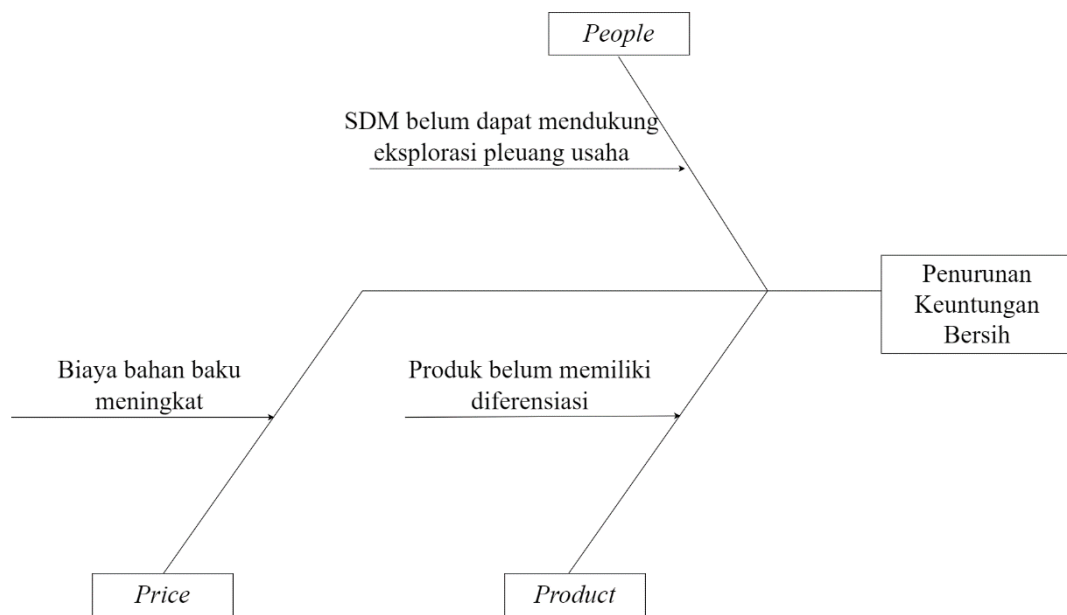 People
SDM belum dapat mendukung
eksplorasi pleuang usaha
Penurunan
Keuntungan
Bersih
Biaya bahan baku
meningkat
Produk belum memiliki
diferensiasi
Price
Product